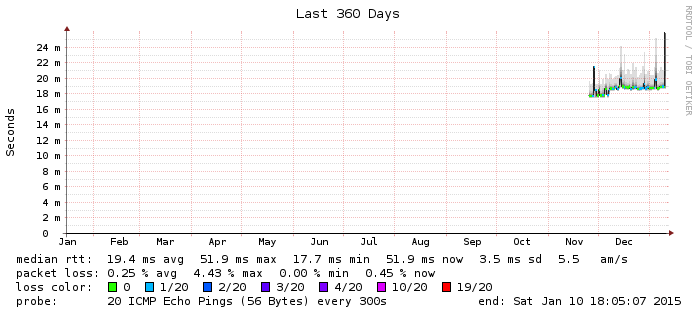 Last 360 Days
RRDTOOL / TOBI OETIKER
Seconds
24 m
22 m
20 m
18 m
16 m
14 m
12 m
10 m
8 m
6 m
4 m
2 m
0
Jan Feb Mar Apr May Jun Jul Aug Sep Oct Nov Dec
median rtt: 19.4 ms avg 51.9 ms max 17.7 ms min 51.9 ms now 3.5 ms sd 5.5 am/s
packet loss: 0.25 % avg 4.43 % max 0.00 % min 0.45 % now
loss color: 0 1/20 2/20 3/20 4/20 10/20 19/20
probe: 20 ICMP Echo Pings (56 Bytes) every 300s end: Sat Jan 10 18:05:07 2015